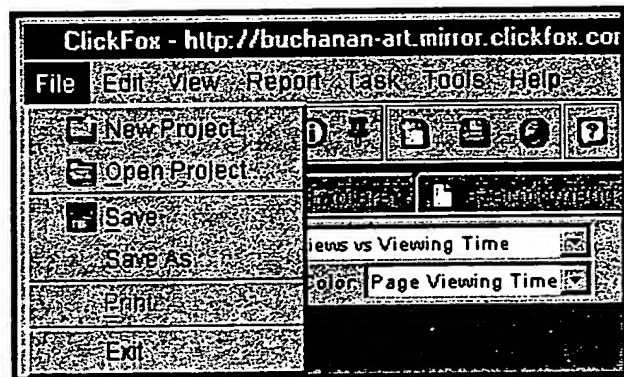 ClickFox - http://buchanan-art.mirror.clickfox.cor
File Edit View Report Task Tools Help
New Project
Open Project
Save
Save As
Print
Exit
iews vs Viewing Time
Color Page Viewing Time